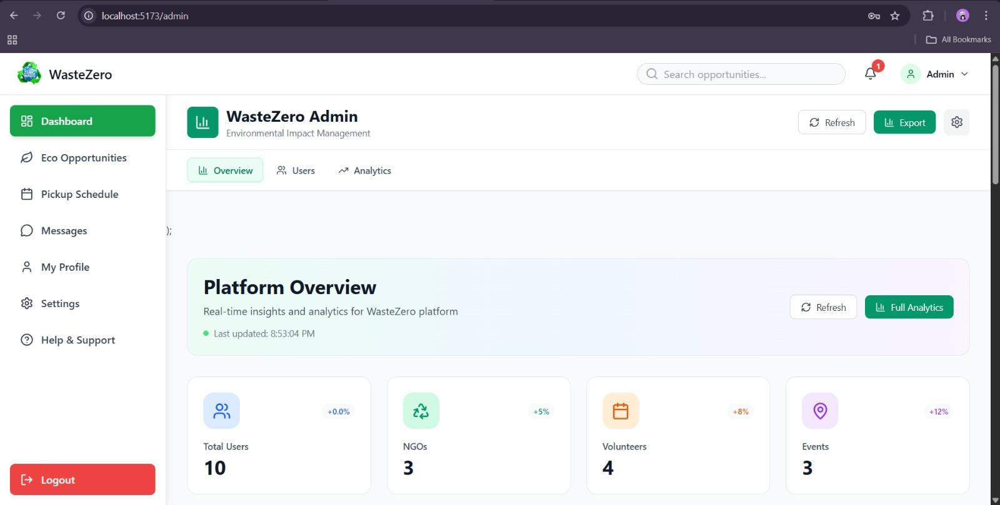 localhost:5173/admin
All Bookmarks
WasteZero
Search opportunities...
1
Admin
Dashboard
Eco Opportunities
Pickup Schedule
Messages
My Profile
Settings
Help & Support
Logout
WasteZero Admin
Environmental Impact Management
Refresh
Export
Overview
Users
Analytics
);
Platform Overview
Real-time insights and analytics for WasteZero platform
Last updated: 8:53:04 PM
Refresh
Full Analytics
+0.0%
Total Users
10
+5%
NGOs
3
+8%
Volunteers
4
+12%
Events
3